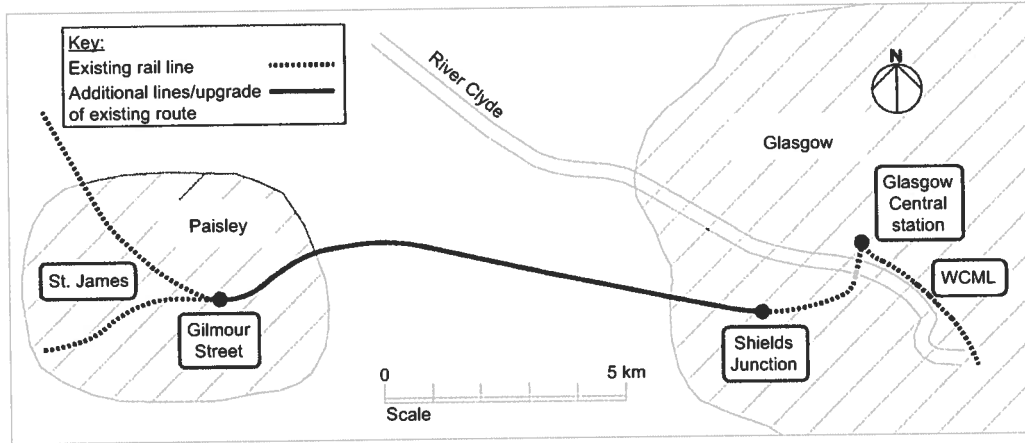 Key:
Existing rail line
Additional lines/upgrade
of existing route
River Clyde
N
Glasgow
Glasgow
Central
station
Paisley
St. James
WCML
Gilmour
Street
Shields
Junction
0
5 km
Scale